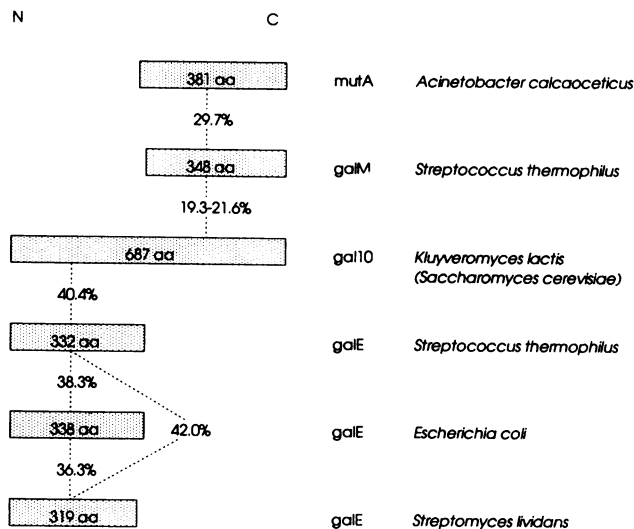 N C
381 aa mutA Acinetobacter calcaoceticus
29.7%
348 aa galM Streptococcus thermophilus
19.3-21.6%
687 aa gal10 Kluyveromyces lactis
(Saccharomyces cerevisiae)
40.4%
332 aa galE Streptococcus thermophilus
38.3%
338 aa 42.0% galE Escherichia coli
36.3%
319 aa galE Streptomyces lividans